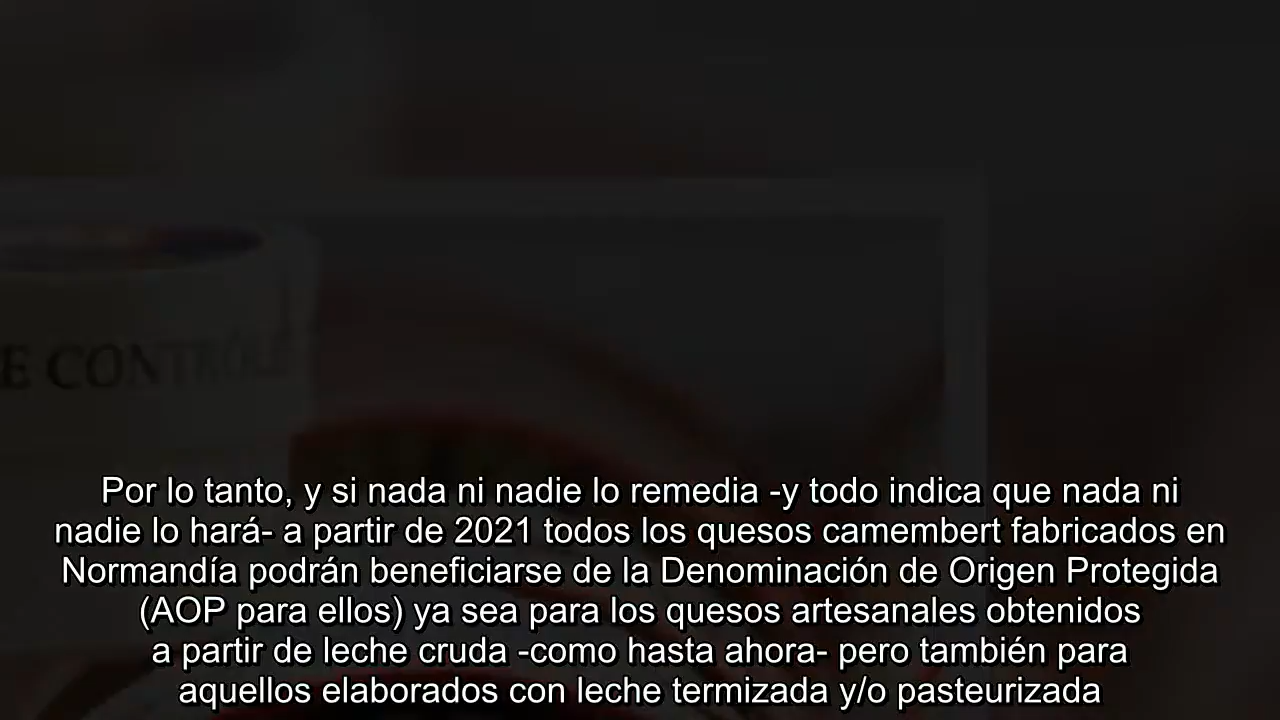 E CONTRÔLÉ
Por lo tanto, y si nada ni nadie lo remedia -y todo indica que nada ni
nadie lo hará- a partir de 2021 todos los quesos camembert fabricados en
Normandía podrán beneficiarse de la Denominación de Origen Protegida
(AOP para ellos) ya sea para los quesos artesanales obtenidos
a partir de leche cruda -como hasta ahora- pero también para
aquellos elaborados con leche termizada y/o pasteurizada